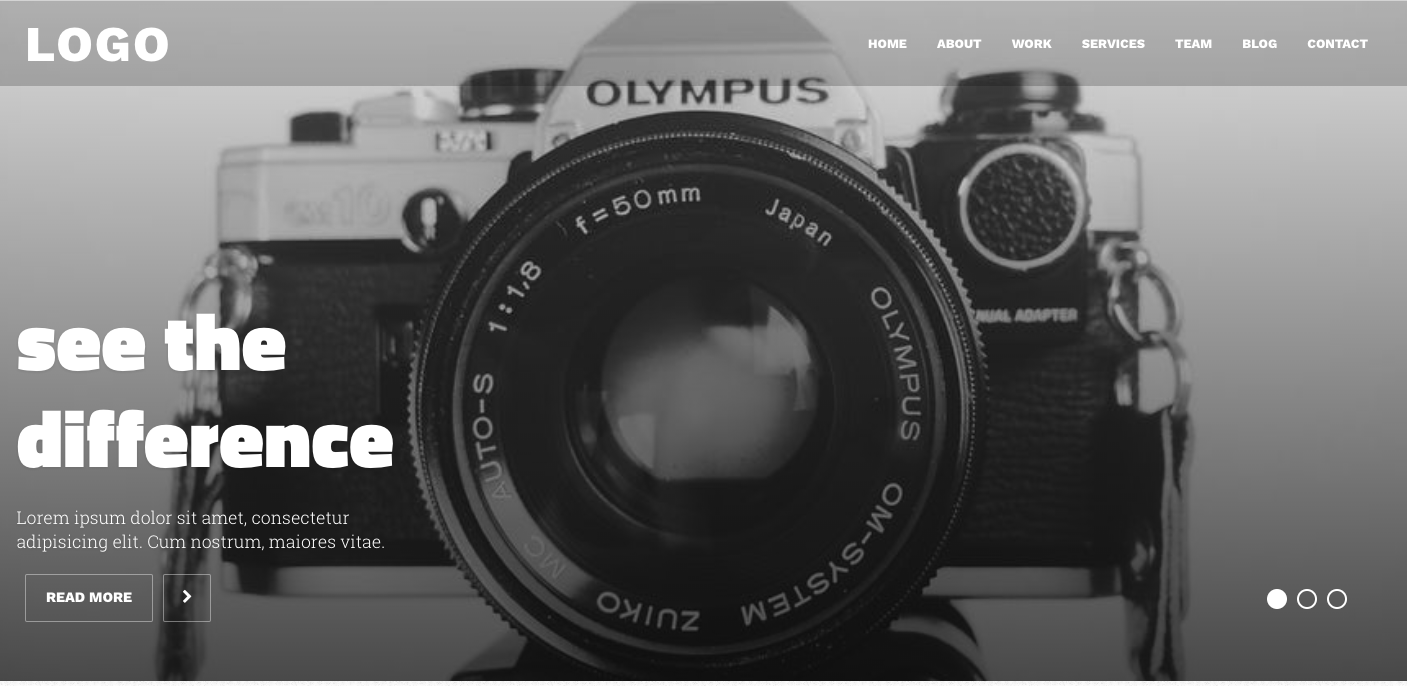 LOGO
HOME ABOUT WORK SERVICES TEAM BLOG CONTACT
OLYMPUS
f=50mm Japan
1:1,8
OLYMPUS
ADAPTER
AUTO-S
OM-SYSTEM
MC
ZUIKO
see the
difference
Lorem ipsum dolor sit amet, consectetur
adipisicing elit. Cum nostrum, maiores vitae.
READ MORE